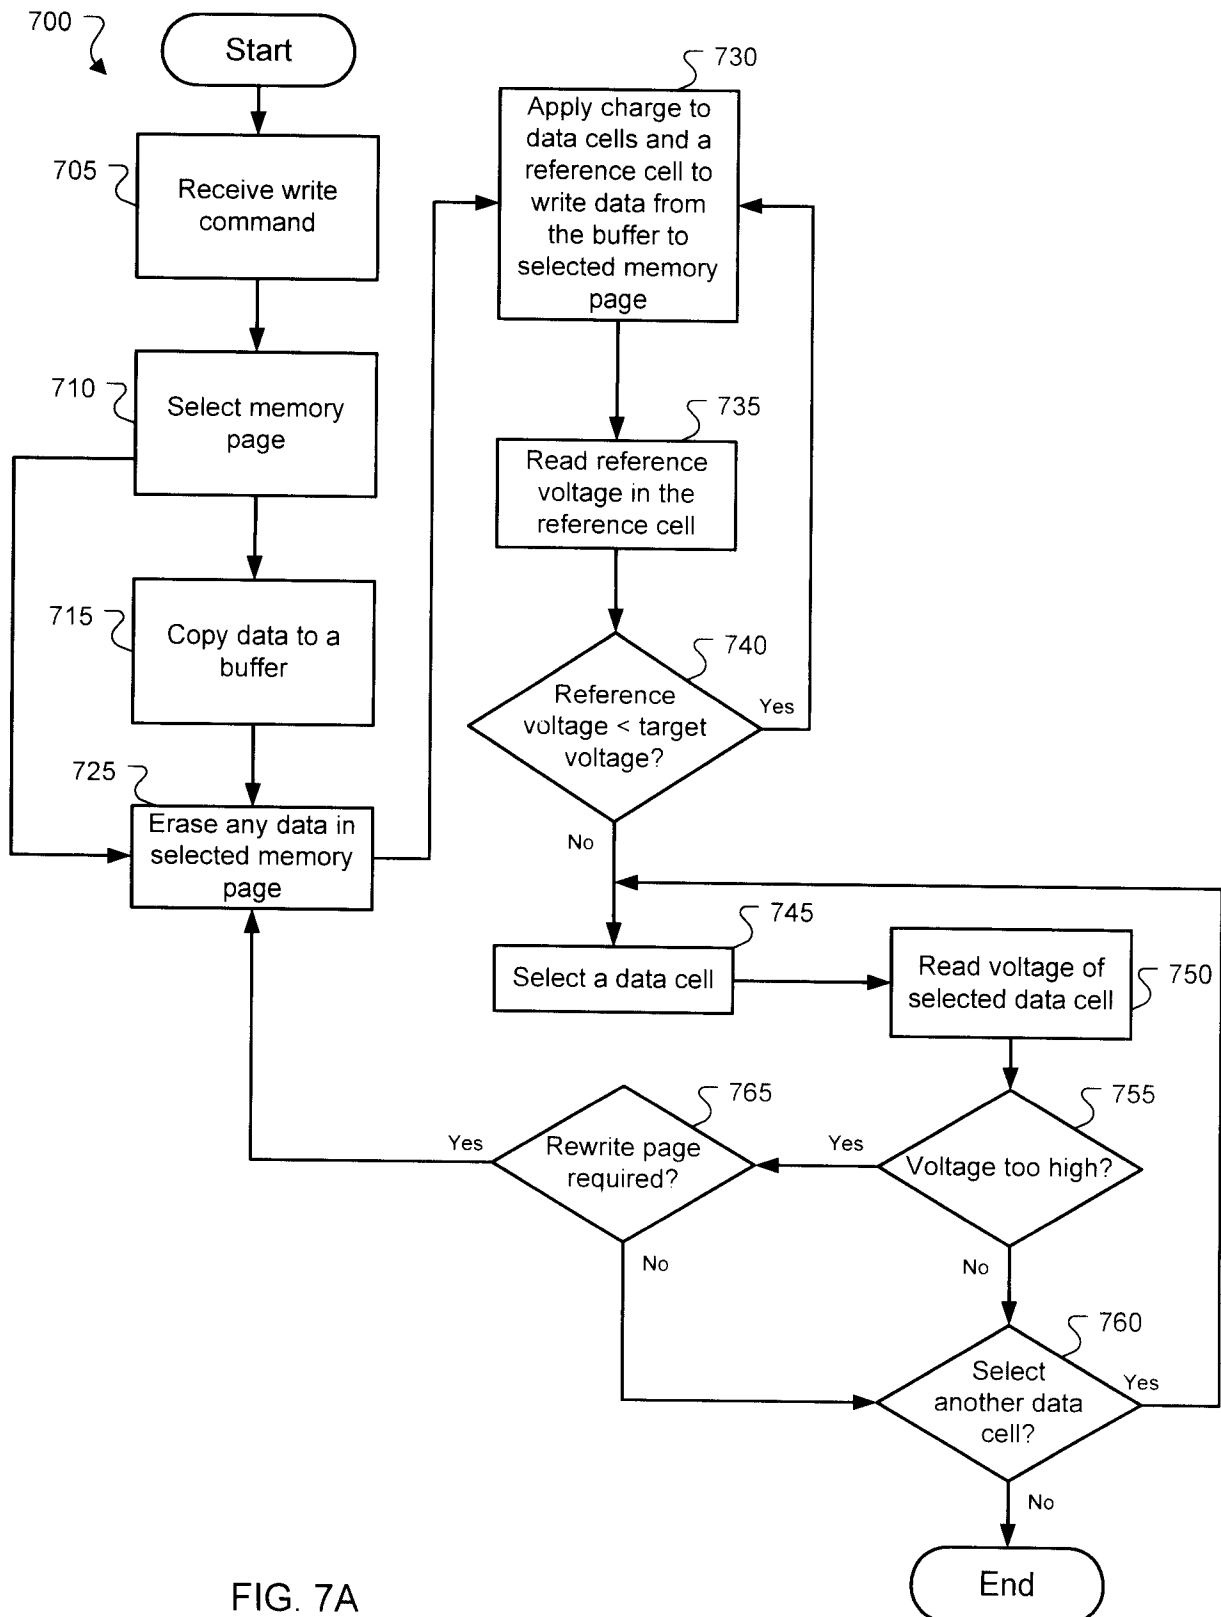 700
Start
705
Receive write
command
710
Select memory
page
715
Copy data to a
buffer
725
Erase any data in
selected memory
page
730
Apply charge to
data cells and a
reference cell to
write data from
the buffer to
selected memory
page
735
Read reference
voltage in the
reference cell
740
Reference
voltage < target
voltage?
Yes
No
745
Select a data cell
Read voltage of
selected data cell
750
755
Voltage too high?
Yes
No
765
Rewrite page
required?
Yes
No
760
Select
another data
cell?
Yes
No
End
FIG. 7A